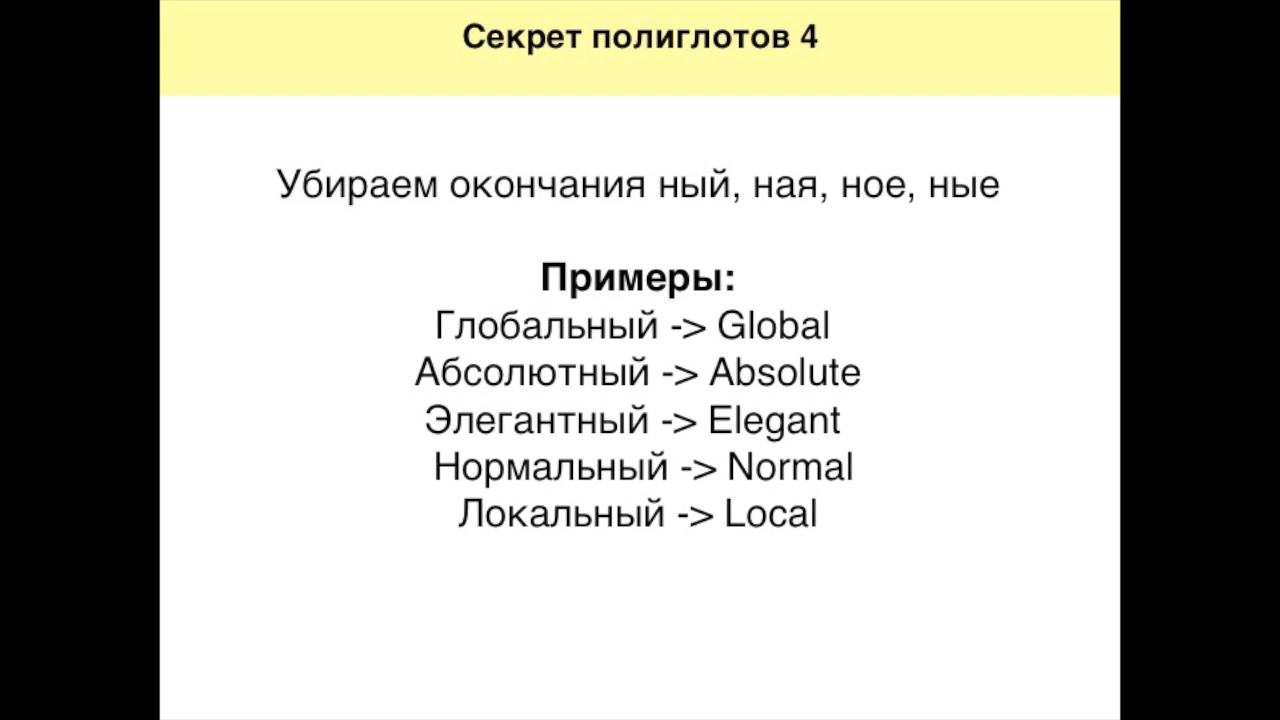 Секрет полиглотов 4
Убираем окончания ный, ная, ное, ные
Примеры:
Глобальный -> Global
Абсолютный -> Absolute
Элегантный -> Elegant
Нормальный -> Normal
Локальный -> Local